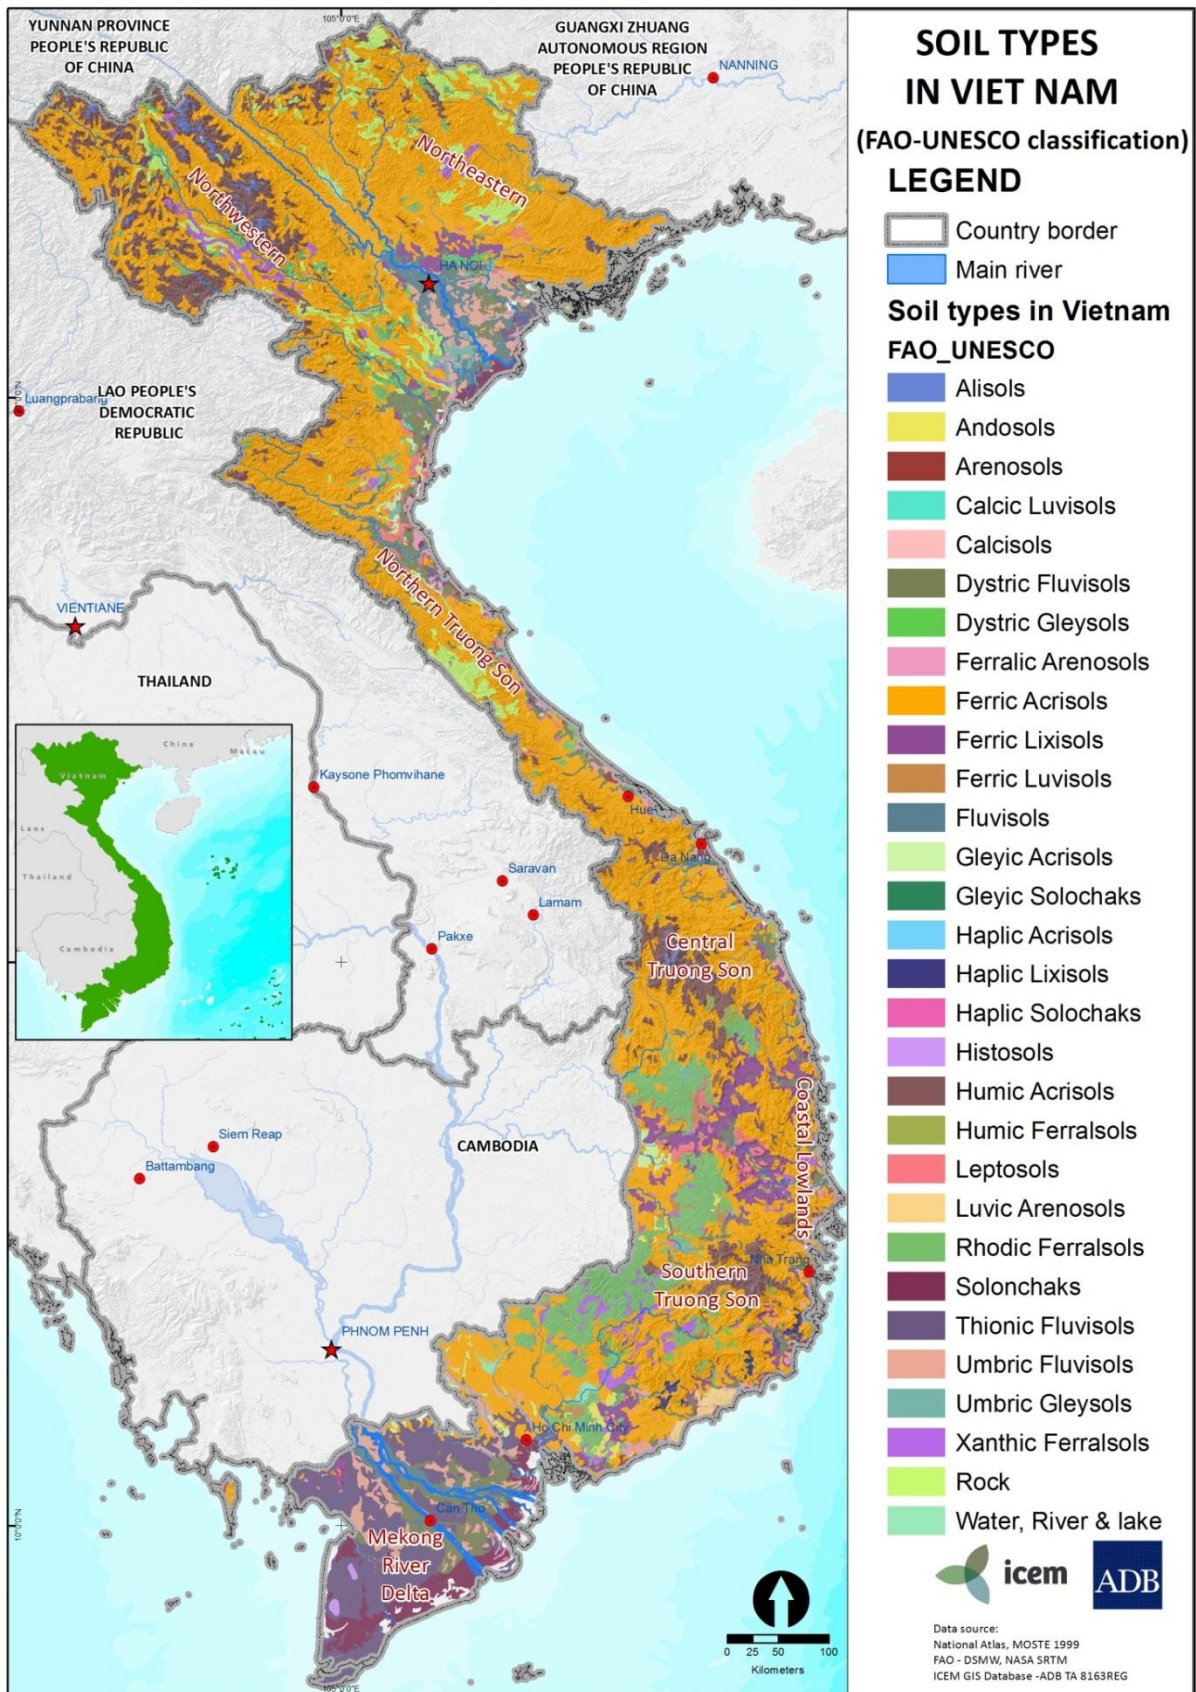 YUNNAN PROVINCE
PEOPLE'S REPUBLIC
OF CHINA
105°0'0"E
GUANGXI ZHUANG
AUTONOMOUS REGION
PEOPLE'S REPUBLIC
OF CHINA
NANNING
Northeastern
Northwestern
HA NOI
LAO PEOPLE'S
DEMOCRATIC
REPUBLIC
Luangprabang
Northern Truong Son
VIENTIANE
THAILAND
China
Macau
Vietnam
Laos
Thailand
Cambodia
Kaysone Phomvihane
Hue
Da Nang
Saravan
Lamam
Pakxe
Central
Truong Son
Coastal Lowlands
CAMBODIA
Siem Reap
Battambang
Nha Trang
Southern
Truong Son
PHNOM PENH
Ho Chi Minh City
Can Tho
Mekong
River
Delta
10°0'0"N
105°0'0"E
0 25 50 100
Kilometers
SOIL TYPES
IN VIET NAM
(FAO-UNESCO classification)
LEGEND
Country border
Main river
Soil types in Vietnam
FAO_UNESCO
Alisols
Andosols
Arenosols
Calcic Luvisols
Calcisols
Dystric Fluvisols
Dystric Gleysols
Ferralic Arenosols
Ferric Acrisols
Ferric Lixisols
Ferric Luvisols
Fluvisols
Gleyic Acrisols
Gleyic Solochaks
Haplic Acrisols
Haplic Lixisols
Haplic Solochaks
Histosols
Humic Acrisols
Humic Ferralsols
Leptosols
Luvic Arenosols
Rhodic Ferralsols
Solonchaks
Thionic Fluvisols
Umbric Fluvisols
Umbric Gleysols
Xanthic Ferralsols
Rock
Water, River & lake
icem
ADB
Data source:
National Atlas, MOSTE 1999
FAO - DSMW, NASA SRTM
ICEM GIS Database -ADB TA 8163REG